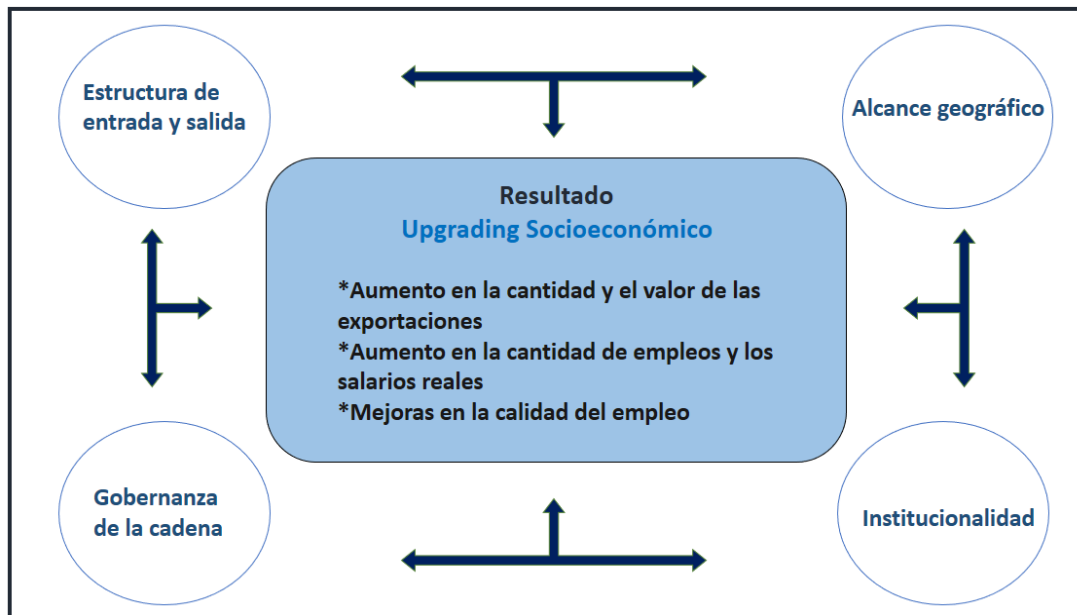 Estructura de
entrada y salida
Alcance geográfico
Resultado
Upgrading Socioeconómico
*Aumento en la cantidad y el valor de las
exportaciones
*Aumento en la cantidad de empleos y los
salarios reales
*Mejoras en la calidad del empleo
Gobernanza
de la cadena
Institucionalidad